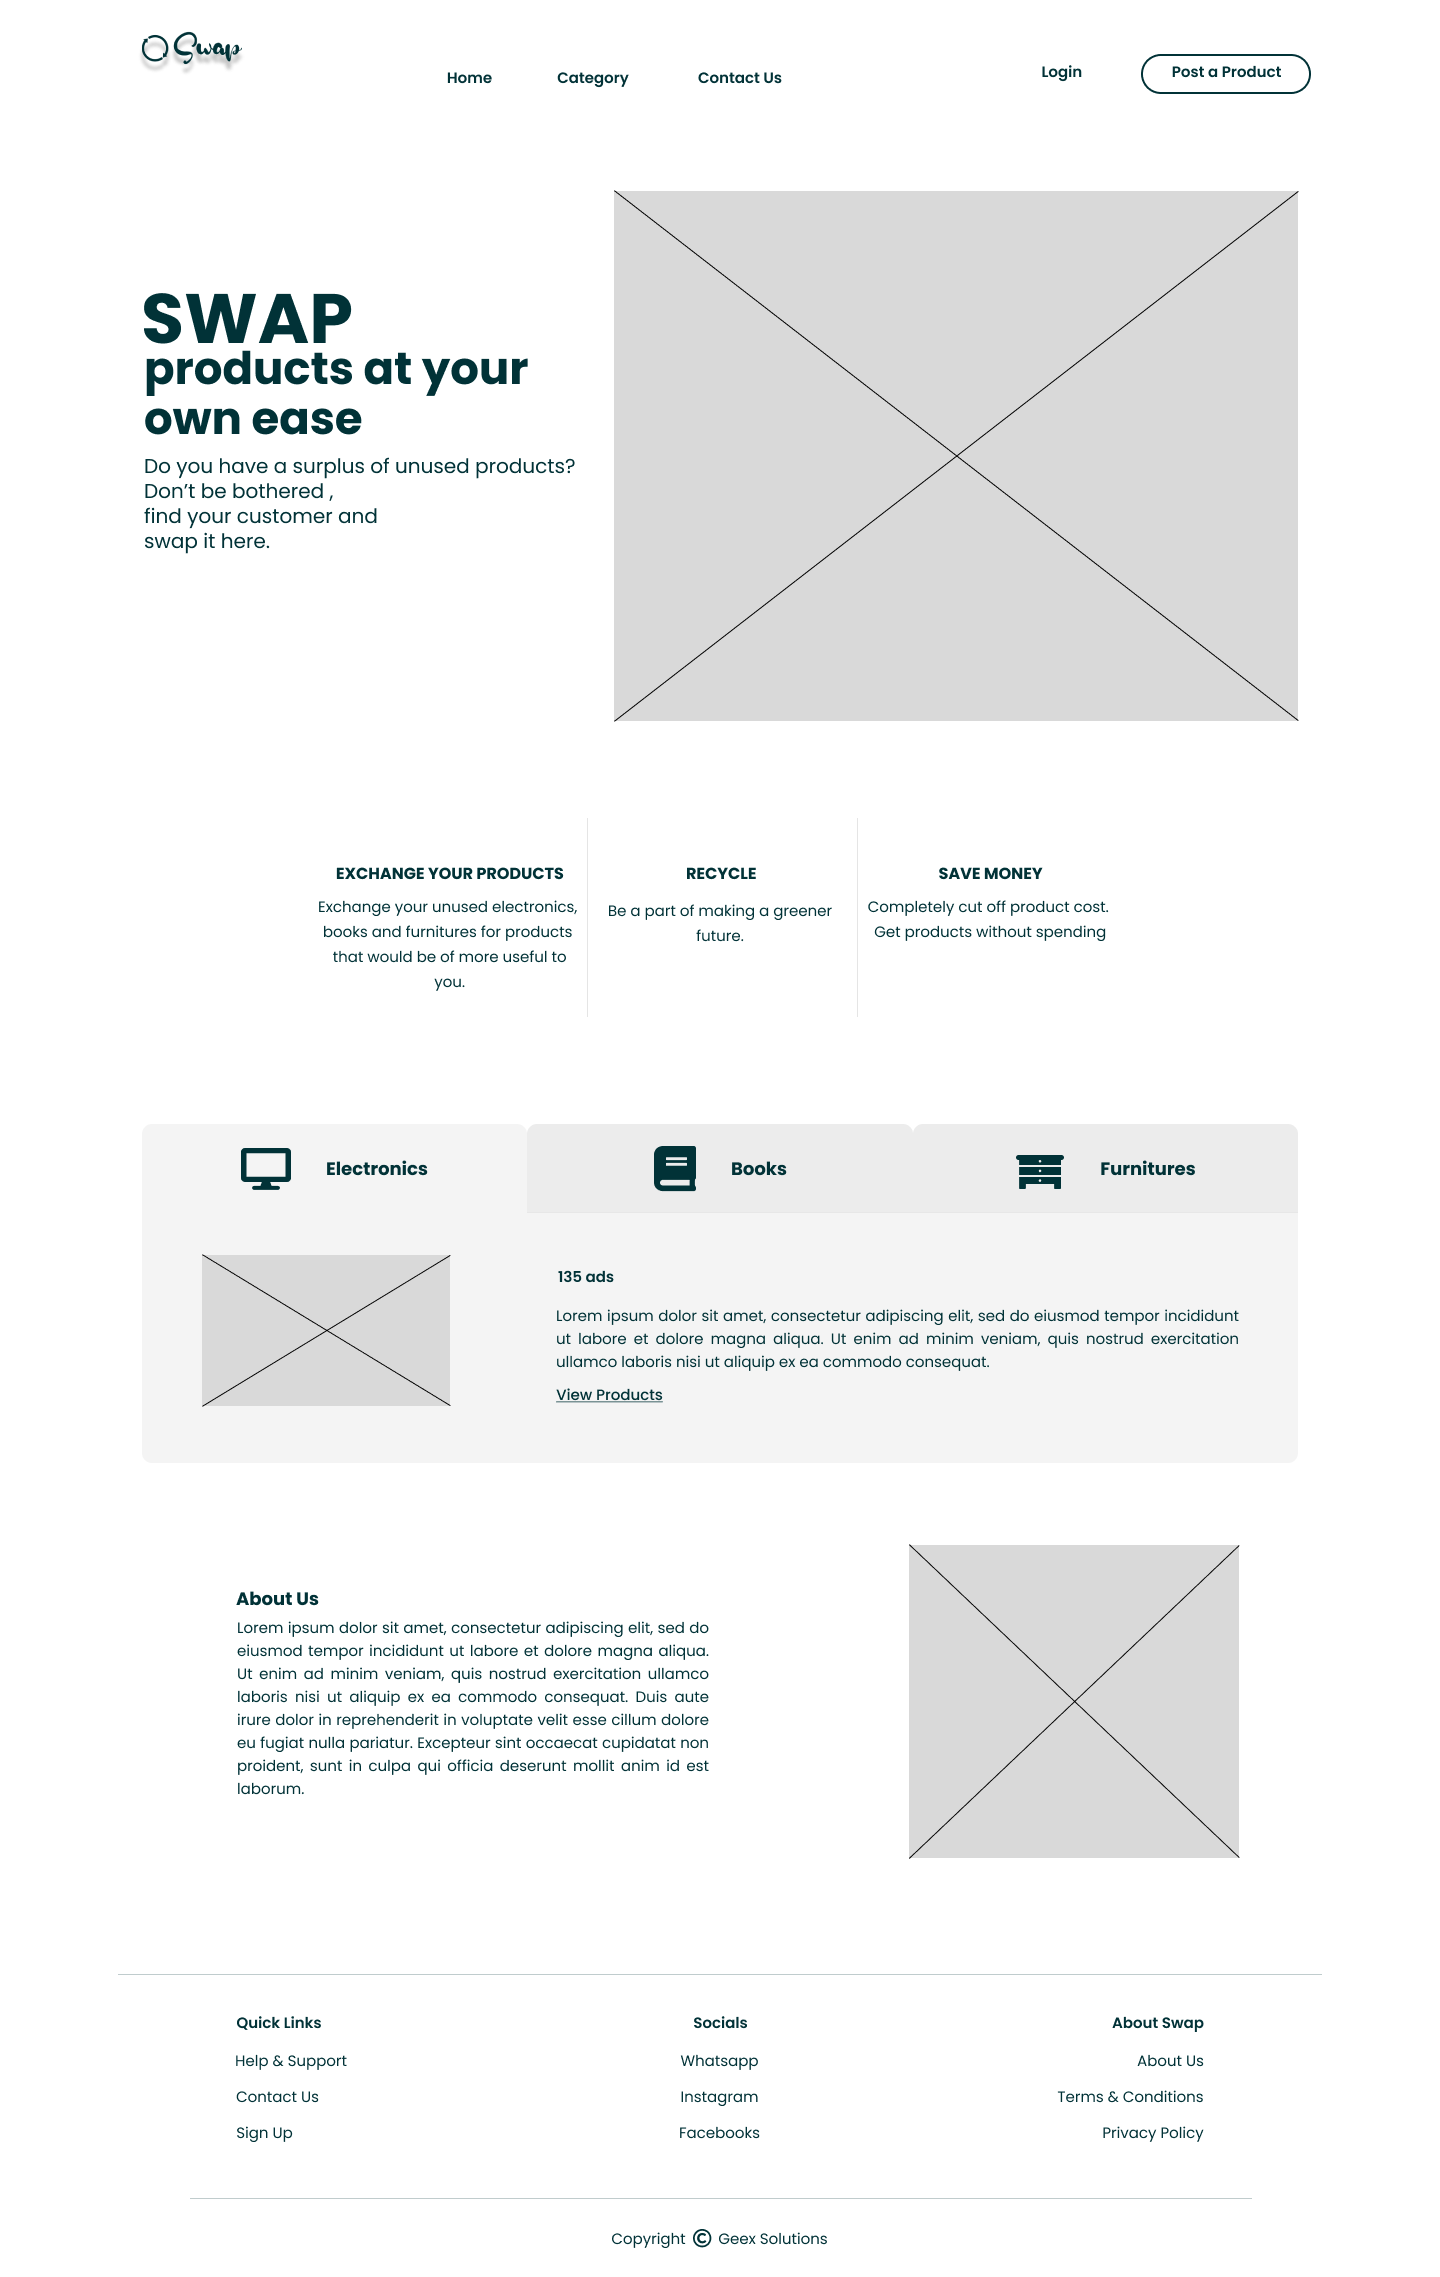 Swap
Home
Category
Contact Us
Login
Post a Product
SWAP
products at your
own ease
Do you have a surplus of unused products?
Don’t be bothered ,
find your customer and
swap it here.
EXCHANGE YOUR PRODUCTS
Exchange your unused electronics,
books and furnitures for products
that would be of more useful to
you.
RECYCLE
Be a part of making a greener
future.
SAVE MONEY
Completely cut off product cost.
Get products without spending
Electronics
Books
Furnitures
135 ads
Lorem ipsum dolor sit amet, consectetur adipiscing elit, sed do eiusmod tempor incididunt
ut labore et dolore magna aliqua. Ut enim ad minim veniam, quis nostrud exercitation
ullamco laboris nisi ut aliquip ex ea commodo consequat.
View Products
About Us
Lorem ipsum dolor sit amet, consectetur adipiscing elit, sed do
eiusmod tempor incididunt ut labore et dolore magna aliqua.
Ut enim ad minim veniam, quis nostrud exercitation ullamco
laboris nisi ut aliquip ex ea commodo consequat. Duis aute
irure dolor in reprehenderit in voluptate velit esse cillum dolore
eu fugiat nulla pariatur. Excepteur sint occaecat cupidatat non
proident, sunt in culpa qui officia deserunt mollit anim id est
laborum.
Quick Links
Help & Support
Contact Us
Sign Up
Socials
Whatsapp
Instagram
Facebooks
About Swap
About Us
Terms & Conditions
Privacy Policy
Copyright © Geex Solutions